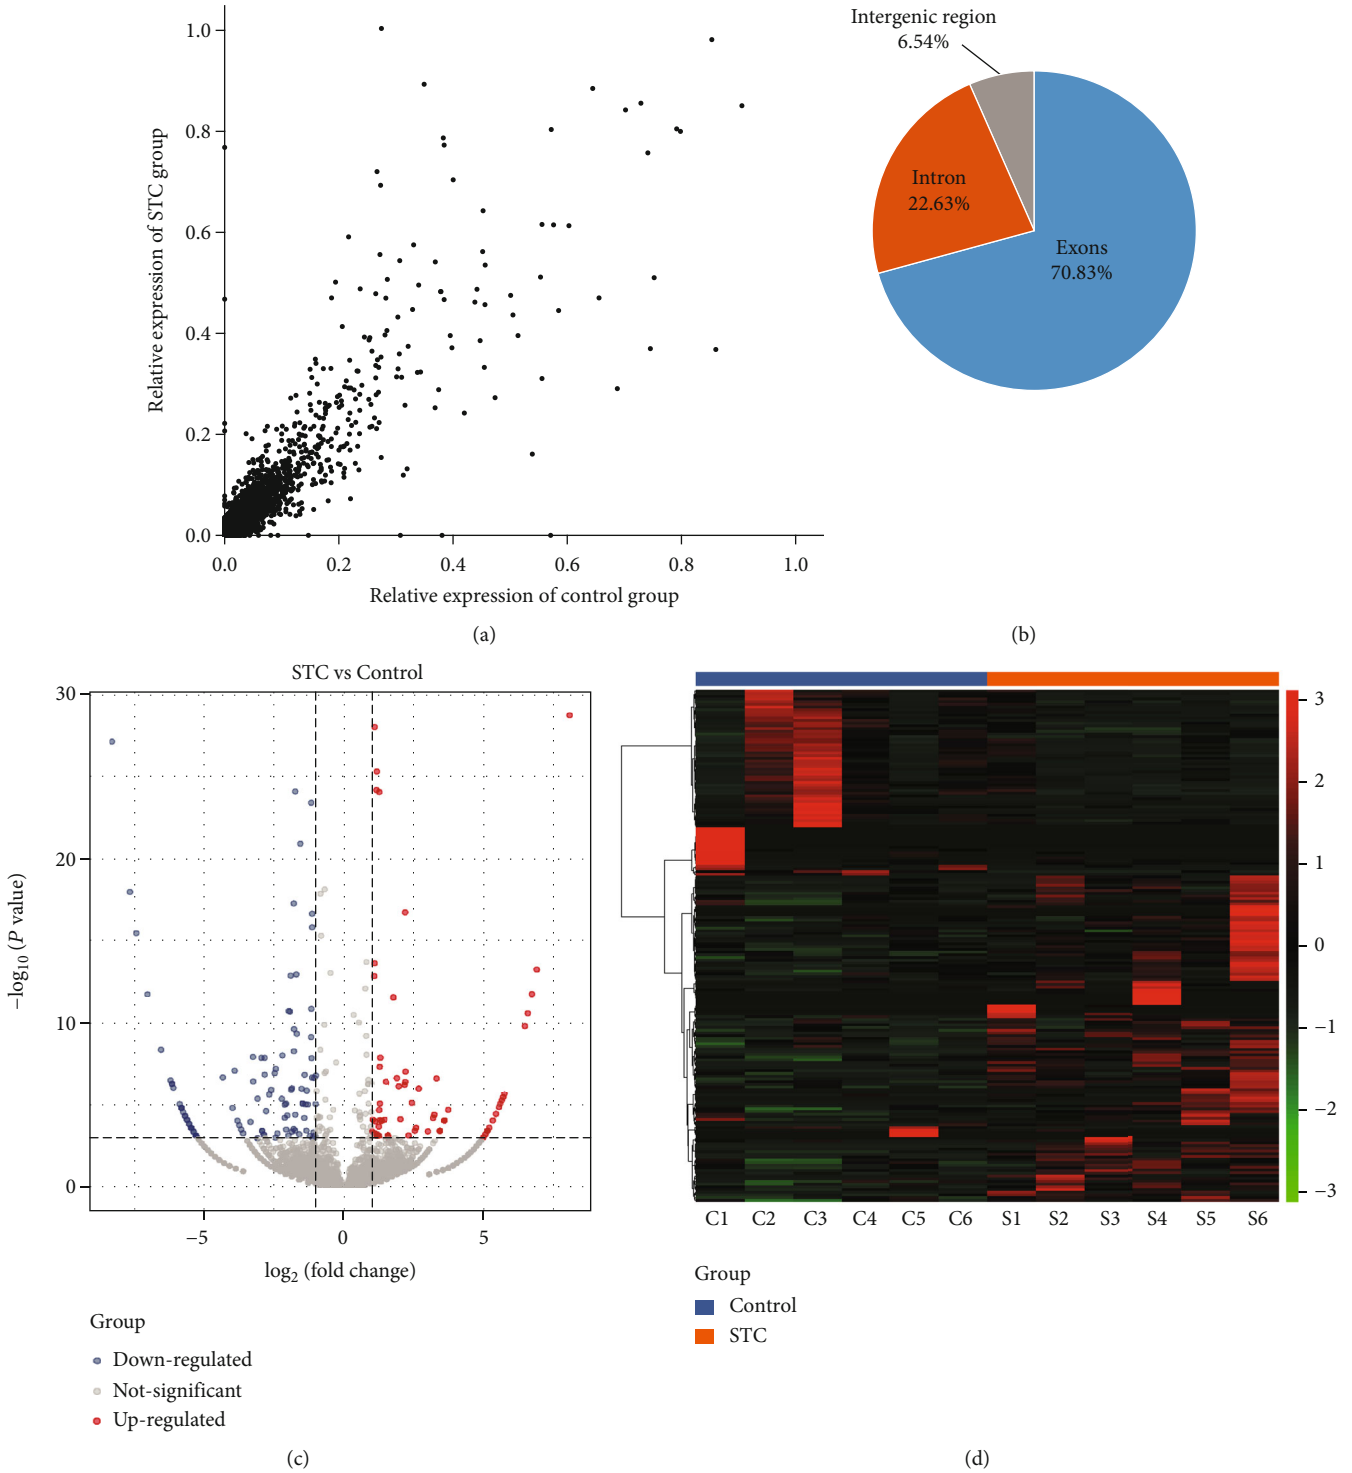 1.0
0.8
0.6
0.4
0.2
0.0
Relative expression of STC group
0.0 0.2 0.4 0.6 0.8 1.0
Relative expression of control group
(a)
Intergenic region
6.54%
Intron
22.63%
Exons
70.83%
(b)
STC vs Control
30
20
10
0
−log10 (P value)
−5 0 5
log2 (fold change)
Group
Down-regulated
Not-significant
Up-regulated
(c)
3
2
1
0
−1
−2
−3
C1 C2 C3 C4 C5 C6 S1 S2 S3 S4 S5 S6
Group
Control
STC
(d)